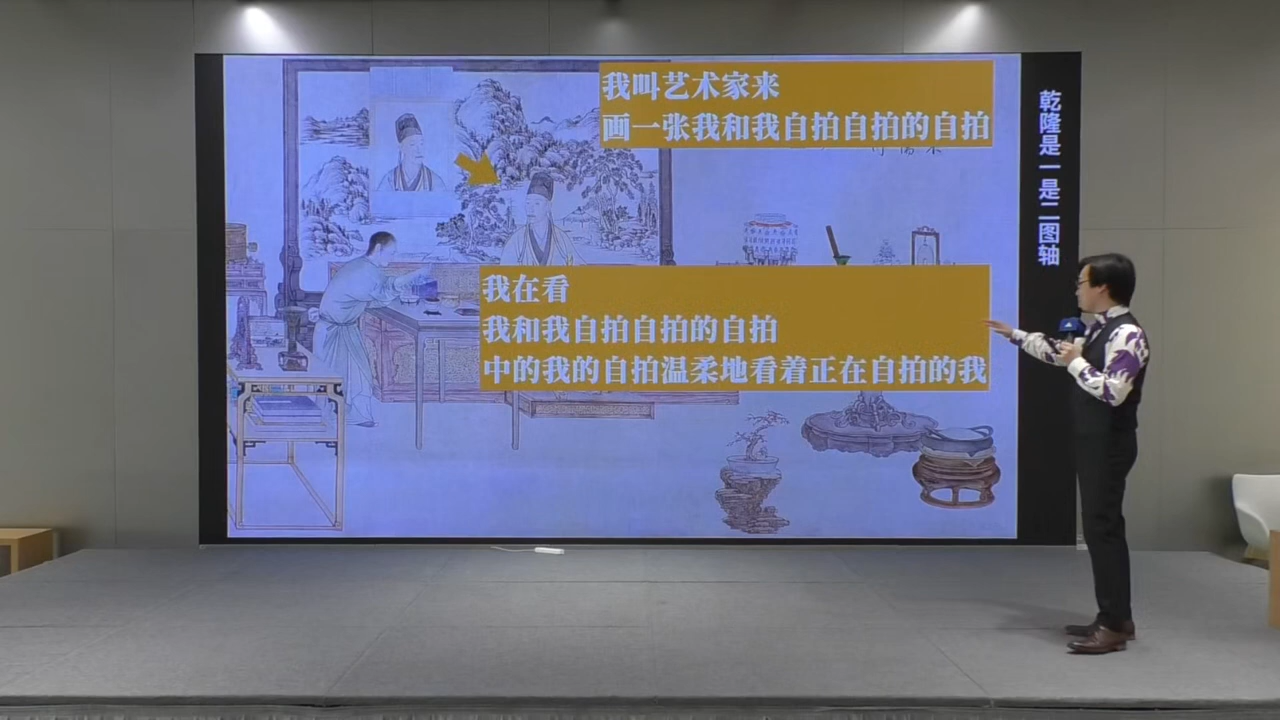 我叫艺术家来
画一张我和我自拍自拍的自拍
我在看
我和我自拍自拍的自拍
中的我的自拍温柔地看着正在自拍的我
乾隆是一是二图轴